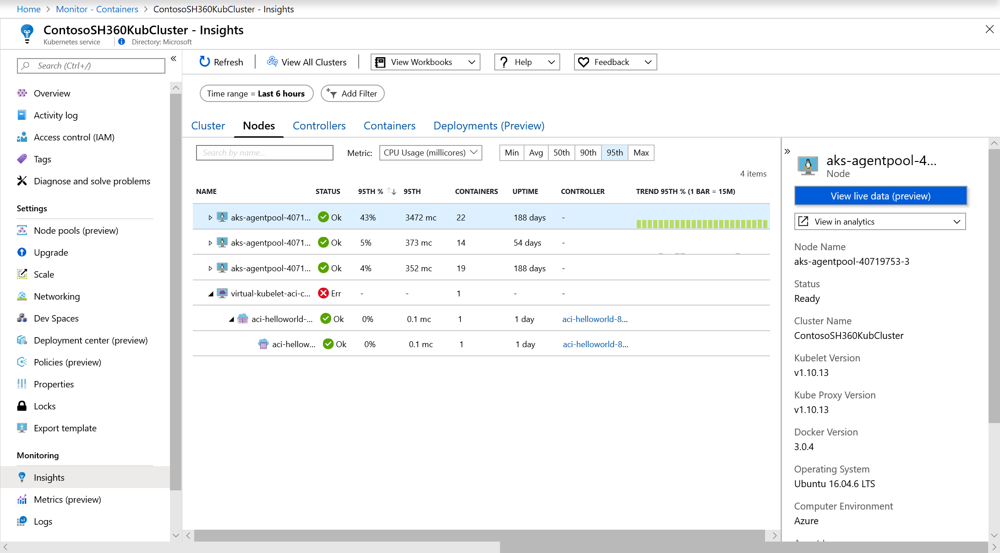 Home > Monitor - Containers > ContosoSH360KubCluster - Insights
ContosoSH360KubCluster - Insights
Kubernetes service
Directory: Microsoft
Search (Ctrl+/)
Overview
Activity log
Access control (IAM)
Tags
Diagnose and solve problems
Settings
Node pools (preview)
Upgrade
Scale
Networking
Dev Spaces
Deployment center (preview)
Policies (preview)
Properties
Locks
Export template
Monitoring
Insights
Metrics (preview)
Logs
Refresh
View All Clusters
View Workbooks
Help
Feedback
Time range = Last 6 hours
Add Filter
Cluster Nodes Controllers Containers Deployments (Preview)
Search by name...
Metric: CPU Usage (millicores)
Min Avg 50th 90th 95th Max
4 items
NAME STATUS 95TH % 95TH CONTAINERS UPTIME CONTROLLER TREND 95TH % (1 BAR = 15M)
aks-agentpool-4071... Ok 43% 3472 mc 22 188 days -
aks-agentpool-4071... Ok 5% 373 mc 14 54 days -
aks-agentpool-4071... Ok 4% 352 mc 19 188 days -
virtual-kubelet-aci-c... Err - - 1 - -
aci-helloworld-... Ok 0% 0.1 mc 1 1 day aci-helloworld-8...
aci-hellow... Ok 0% 0.1 mc 1 1 day aci-helloworld-8...
aks-agentpool-4...
Node
View live data (preview)
View in analytics
Node Name
aks-agentpool-40719753-3
Status
Ready
Cluster Name
ContosoSH360KubCluster
Kubelet Version
v1.10.13
Kube Proxy Version
v1.10.13
Docker Version
3.0.4
Operating System
Ubuntu 16.04.6 LTS
Computer Environment
Azure